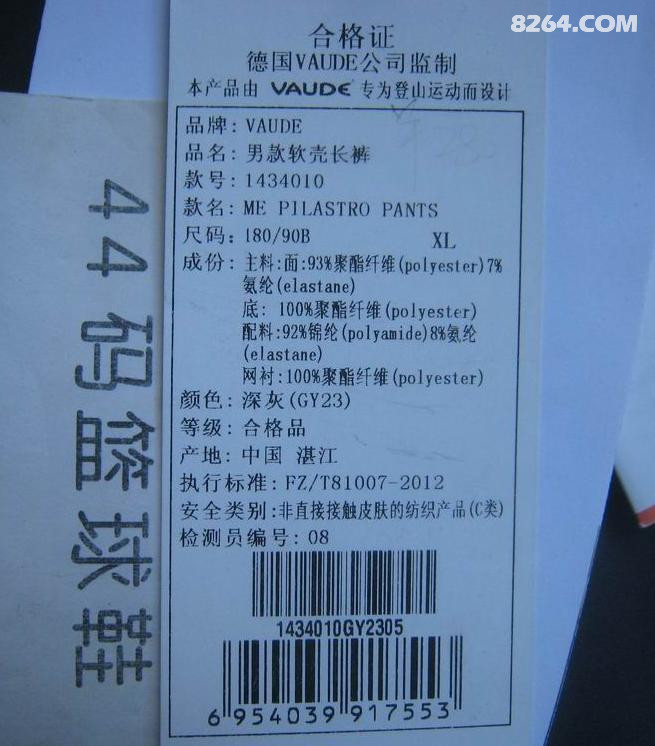 8264.COM
合格证
德国VAUDE公司监制
本产品由 VAUDE 专为登山运动而设计
品牌: VAUDE
品名: 男款软壳长裤
款号: 1434010
款名: ME PILASTRO PANTS
尺码: 180/90B XL
成份: 主料:面:93%聚酯纤维(polyester)7%
氨纶(elastane)
底: 100%聚酯纤维(polyester)
配料:92%锦纶(polyamide)8%氨纶
(elastane)
网衬:100%聚酯纤维(polyester)
颜色: 深灰(GY23)
等级: 合格品
产地: 中国 湛江
执行标准: FZ/T81007-2012
安全类别:非直接接触皮肤的纺织产品(C类)
检测员编号: 08
1434010GY2305
6 954039 917553
44码篮球鞋